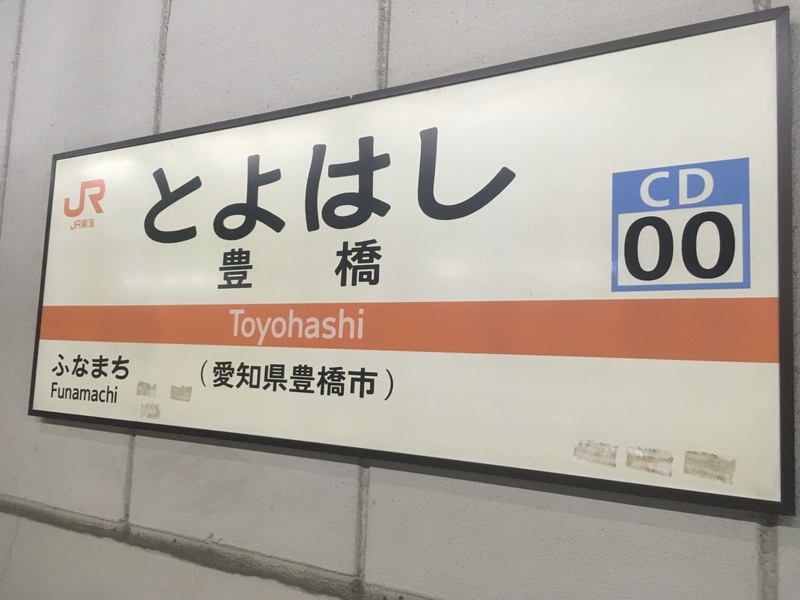 JR
JR東海
とよはし
豊橋
CD
00
Toyohashi
ふなまち
Funamachi
(愛知県豊橋市)